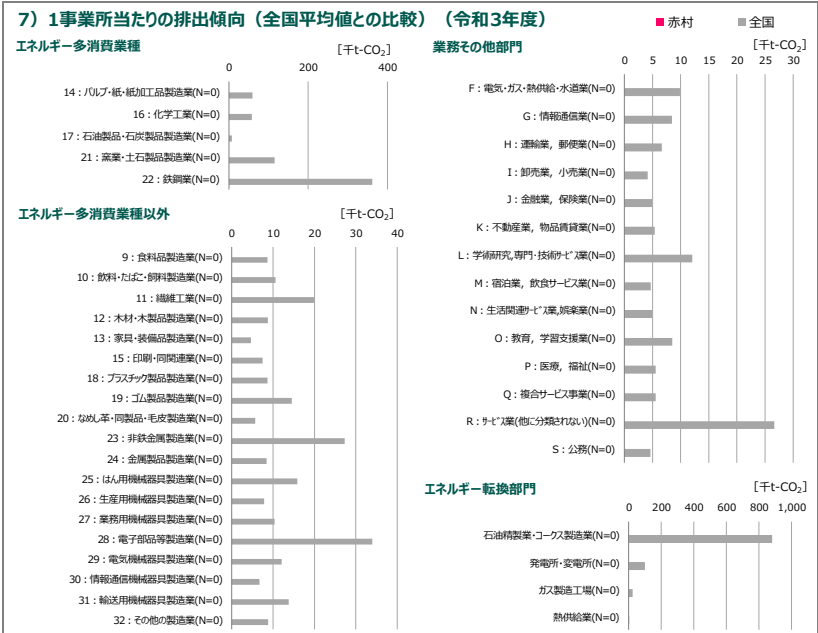 7）1事業所当たりの排出傾向（全国平均値との比較）（令和3年度）
■赤村 ■全国
エネルギー多消費業種
[千t-CO₂]
0 200 400
14：パルプ・紙・紙加工品製造業(N=0)
16：化学工業(N=0)
17：石油製品・石炭製品製造業(N=0)
21：窯業・土石製品製造業(N=0)
22：鉄鋼業(N=0)
エネルギー多消費業種以外
[千t-CO₂]
0 10 20 30 40
9：食料品製造業(N=0)
10：飲料・たばこ・飼料製造業(N=0)
11：繊維工業(N=0)
12：木材・木製品製造業(N=0)
13：家具・装備品製造業(N=0)
15：印刷・同関連業(N=0)
18：プラスチック製品製造業(N=0)
19：ゴム製品製造業(N=0)
20：なめし革・同製品・毛皮製造業(N=0)
23：非鉄金属製造業(N=0)
24：金属製品製造業(N=0)
25：はん用機械器具製造業(N=0)
26：生産用機械器具製造業(N=0)
27：業務用機械器具製造業(N=0)
28：電子部品等製造業(N=0)
29：電気機械器具製造業(N=0)
30：情報通信機械器具製造業(N=0)
31：輸送用機械器具製造業(N=0)
32：その他の製造業(N=0)
業務その他部門
[千t-CO₂]
0 5 10 15 20 25 30
F：電気・ガス・熱供給・水道業(N=0)
G：情報通信業(N=0)
H：運輸業，郵便業(N=0)
I：卸売業，小売業(N=0)
J：金融業，保険業(N=0)
K：不動産業，物品賃貸業(N=0)
L：学術研究,専門・技術ｻｰﾋﾞｽ業(N=0)
M：宿泊業，飲食サービス業(N=0)
N：生活関連ｻｰﾋﾞｽ業,娯楽業(N=0)
O：教育，学習支援業(N=0)
P：医療，福祉(N=0)
Q：複合サービス事業(N=0)
R：ｻｰﾋﾞｽ業(他に分類されない)(N=0)
S：公務(N=0)
エネルギー転換部門
[千t-CO₂]
0 200 400 600 800 1,000
石油精製業・コークス製造業(N=0)
発電所・変電所(N=0)
ガス製造工場(N=0)
熱供給業(N=0)